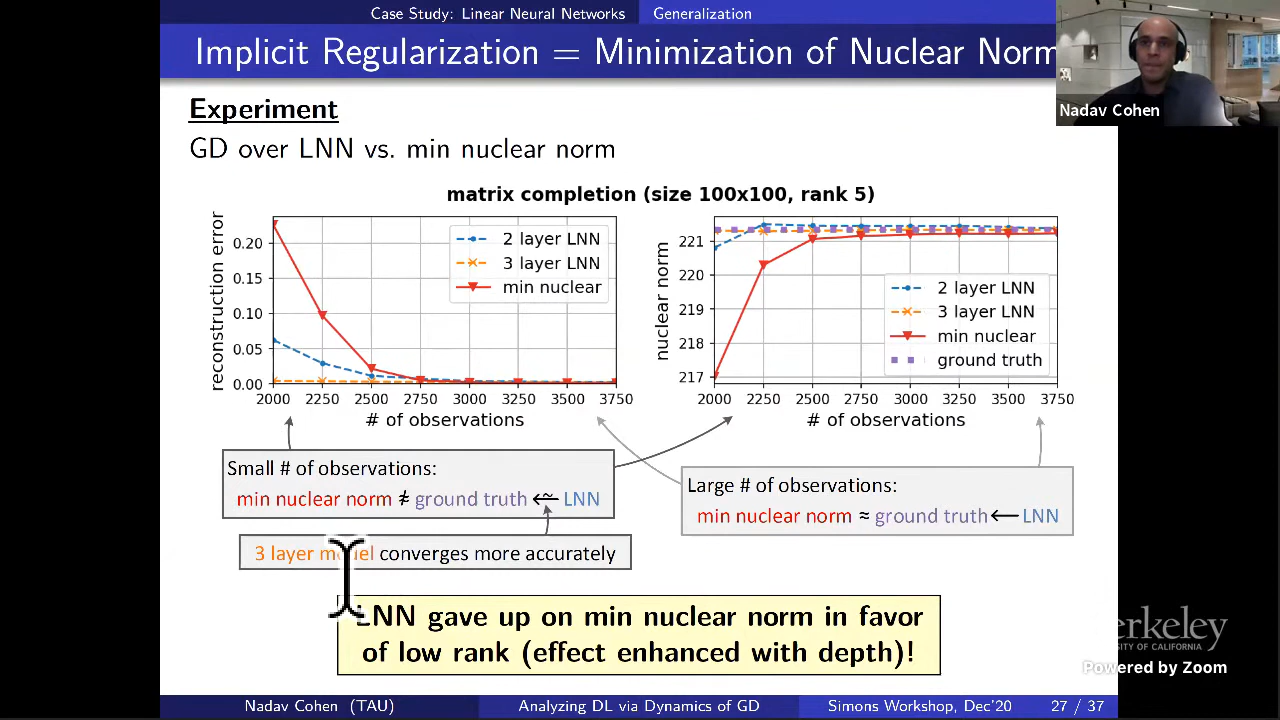 Case Study: Linear Neural Networks Generalization
Implicit Regularization = Minimization of Nuclear Norm
Nadav Cohen
Experiment
GD over LNN vs. min nuclear norm
matrix completion (size 100x100, rank 5)
reconstruction error
0.20
0.15
0.10
0.05
0.00
2 layer LNN
3 layer LNN
min nuclear
2000 2250 2500 2750 3000 3250 3500 3750
# of observations
nuclear norm
221
220
219
218
217
2 layer LNN
3 layer LNN
min nuclear
ground truth
2000 2250 2500 2750 3000 3250 3500 3750
# of observations
Small # of observations:
min nuclear norm ≉ ground truth ⟵~ LNN
Large # of observations:
min nuclear norm ≈ ground truth ⟵ LNN
3 layer model converges more accurately
LNN gave up on min nuclear norm in favor
of low rank (effect enhanced with depth)!
Powered by Zoom
Nadav Cohen (TAU) Analyzing DL via Dynamics of GD Simons Workshop, Dec'20 27 / 37